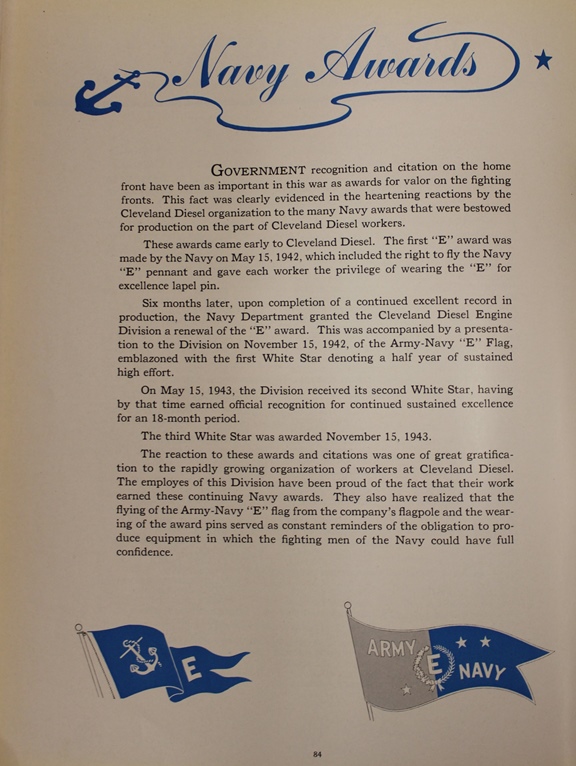 Navy Awards
GOVERNMENT recognition and citation on the home
front have been as important in this war as awards for valor on the fighting
fronts. This fact was clearly evidenced in the heartening reactions by the
Cleveland Diesel organization to the many Navy awards that were bestowed
for production on the part of Cleveland Diesel workers.
These awards came early to Cleveland Diesel. The first "E" award was
made by the Navy on May 15, 1942, which included the right to fly the Navy
"E" pennant and gave each worker the privilege of wearing the "E" for
excellence lapel pin.
Six months later, upon completion of a continued excellent record in
production, the Navy Department granted the Cleveland Diesel Engine
Division a renewal of the "E" award. This was accompanied by a presenta-
tion to the Division on November 15, 1942, of the Army-Navy "E" Flag,
emblazoned with the first White Star denoting a half year of sustained
high effort.
On May 15, 1943, the Division received its second White Star, having
by that time earned official recognition for continued sustained excellence
for an 18-month period.
The third White Star was awarded November 15, 1943.
The reaction to these awards and citations was one of great gratifica-
tion to the rapidly growing organization of workers at Cleveland Diesel.
The employes of this Division have been proud of the fact that their work
earned these continuing Navy awards. They also have realized that the
flying of the Army-Navy "E" flag from the company's flagpole and the wear-
ing of the award pins served as constant reminders of the obligation to pro-
duce equipment in which the fighting men of the Navy could have full
confidence.
E
ARMY E NAVY
84